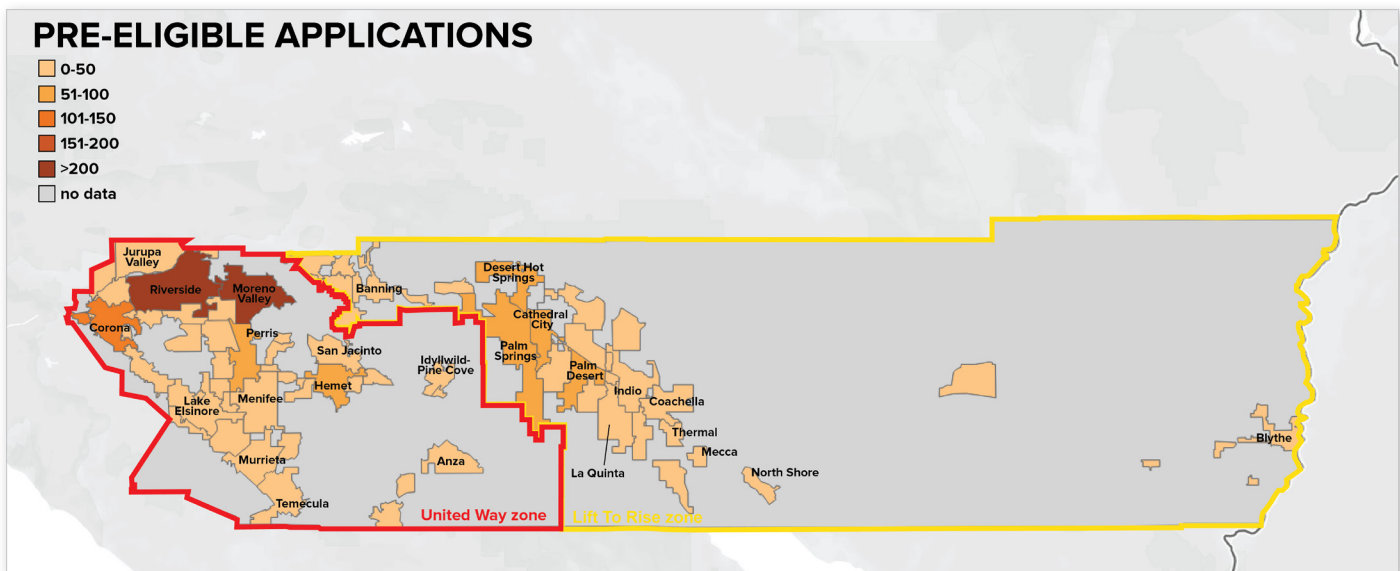 PRE-ELIGIBLE APPLICATIONS
0-50
51-100
101-150
151-200
>200
no data
Jurupa
Valley
Riverside
Moreno
Valley
Corona
Perris
San Jacinto
Hemet
Menifee
Lake
Elsinore
Murrieta
Temecula
Banning
Idyllwild-
Pine Cove
Anza
Desert Hot
Springs
Cathedral
City
Palm
Springs
Palm
Desert
Indio
Coachella
Thermal
Mecca
La Quinta
North Shore
Blythe
United Way zone
Lift To Rise zone